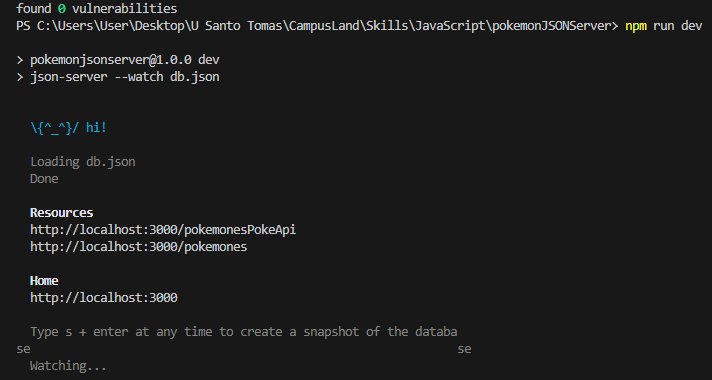 found 0 vulnerabilities
PS C:\Users\User\Desktop\U Santo Tomas\CampusLand\Skills\JavaScript\pokemonJSONServer> npm run dev
> pokemonjsonserver@1.0.0 dev
> json-server --watch db.json
\{^_^}/ hi!
Loading db.json
Done
Resources
http://localhost:3000/pokemonesPokeApi
http://localhost:3000/pokemones
Home
http://localhost:3000
Type s + enter at any time to create a snapshot of the databa
se se
Watching...